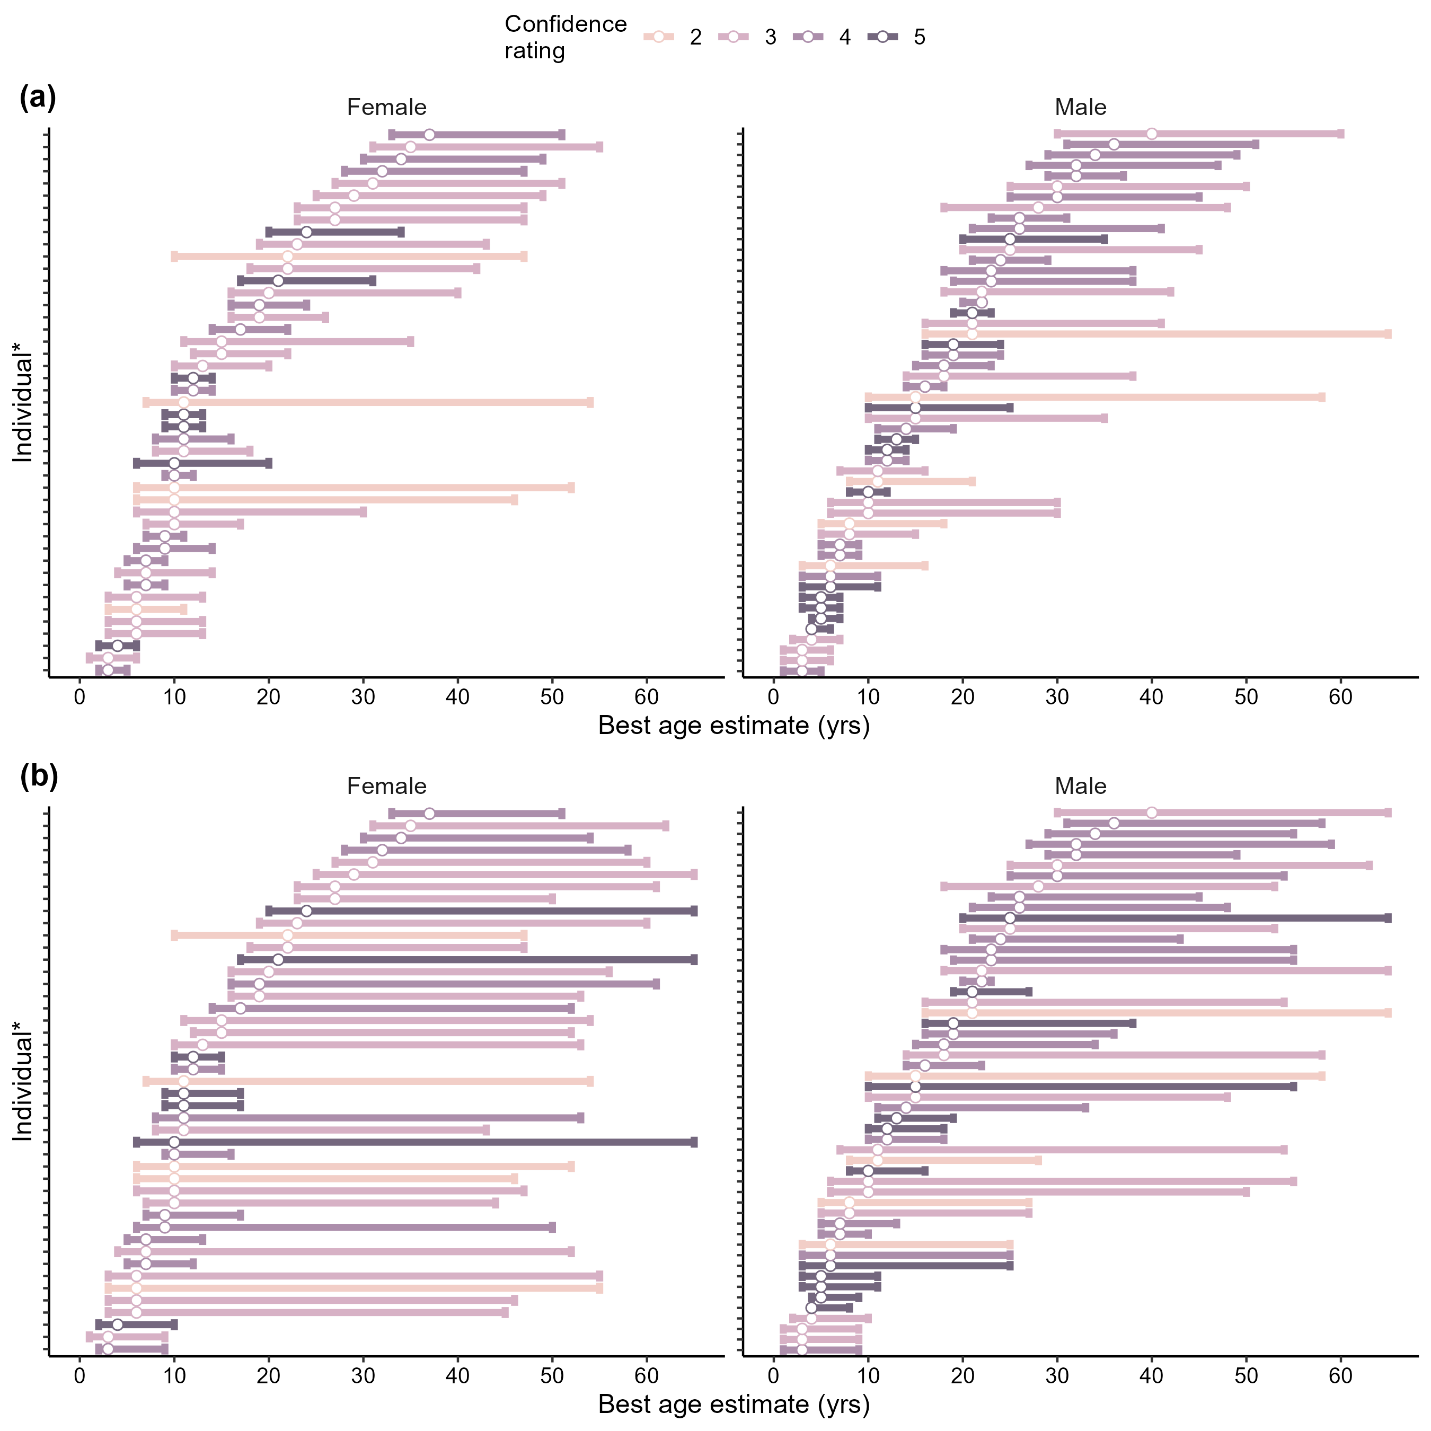 Confidence
rating
2 3 4 5
(a)
Female Male
Individual*
0 10 20 30 40 50 60 0 10 20 30 40 50 60
Best age estimate (yrs)
(b)
Female Male
Individual*
0 10 20 30 40 50 60 0 10 20 30 40 50 60
Best age estimate (yrs)